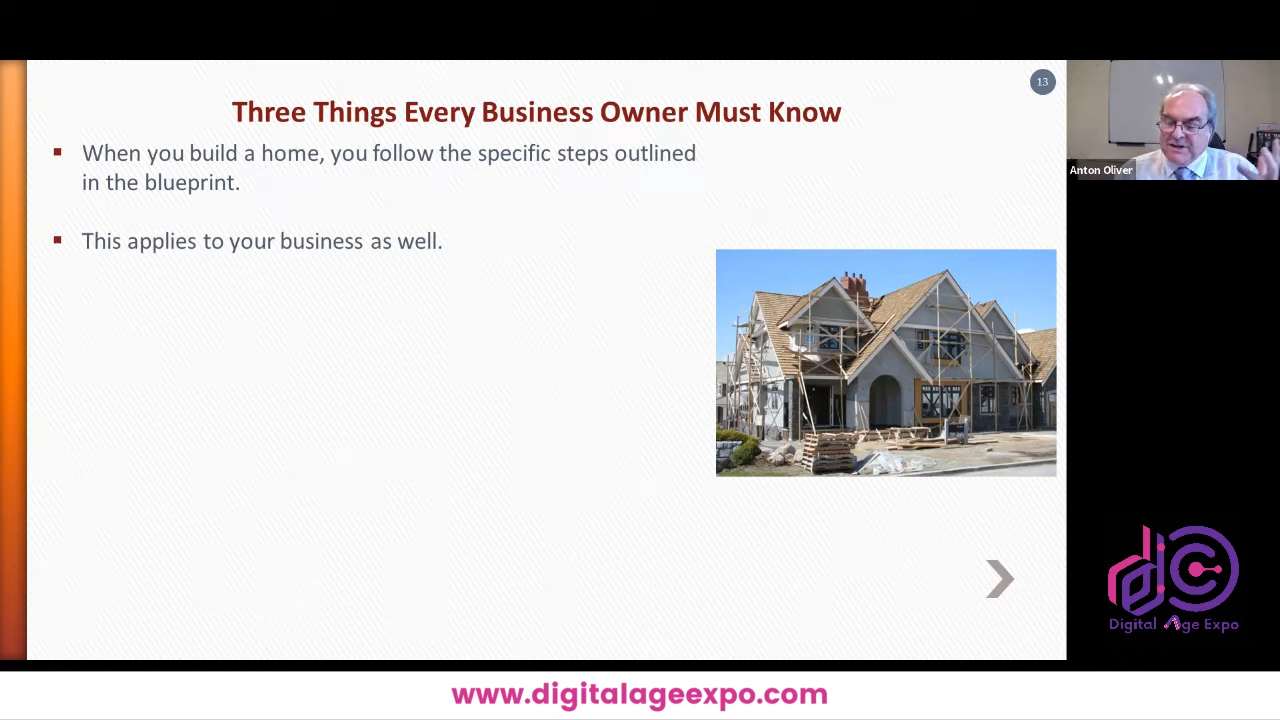 13
Three Things Every Business Owner Must Know
When you build a home, you follow the specific steps outlined
in the blueprint.
This applies to your business as well.
Anton Oliver
Digital Age Expo
www.digitalageexpo.com